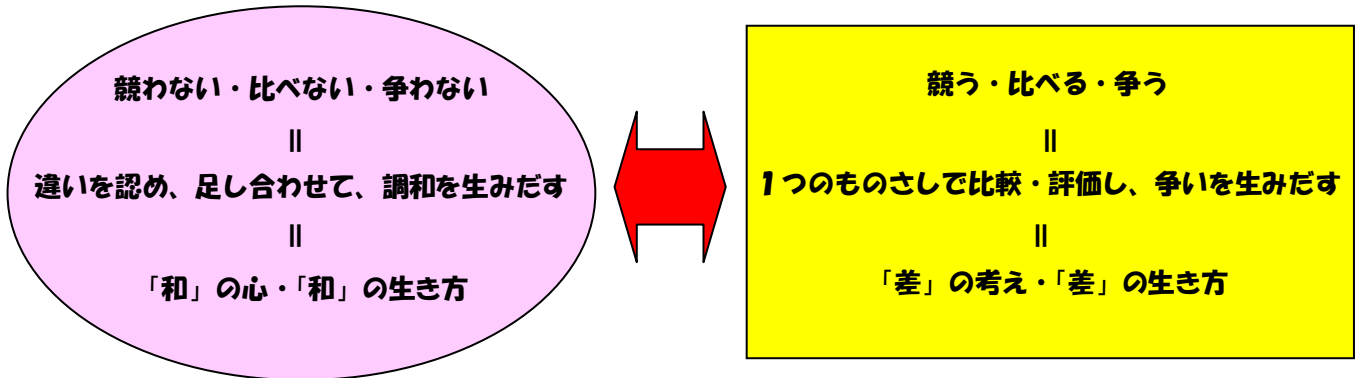 競わない・比べない・争わない
||
違いを認め、足し合わせて、調和を生みだす
||
「和」の心・「和」の生き方
競う・比べる・争う
||
1つのものさしで比較・評価し、争いを生みだす
||
「差」の考え・「差」の生き方